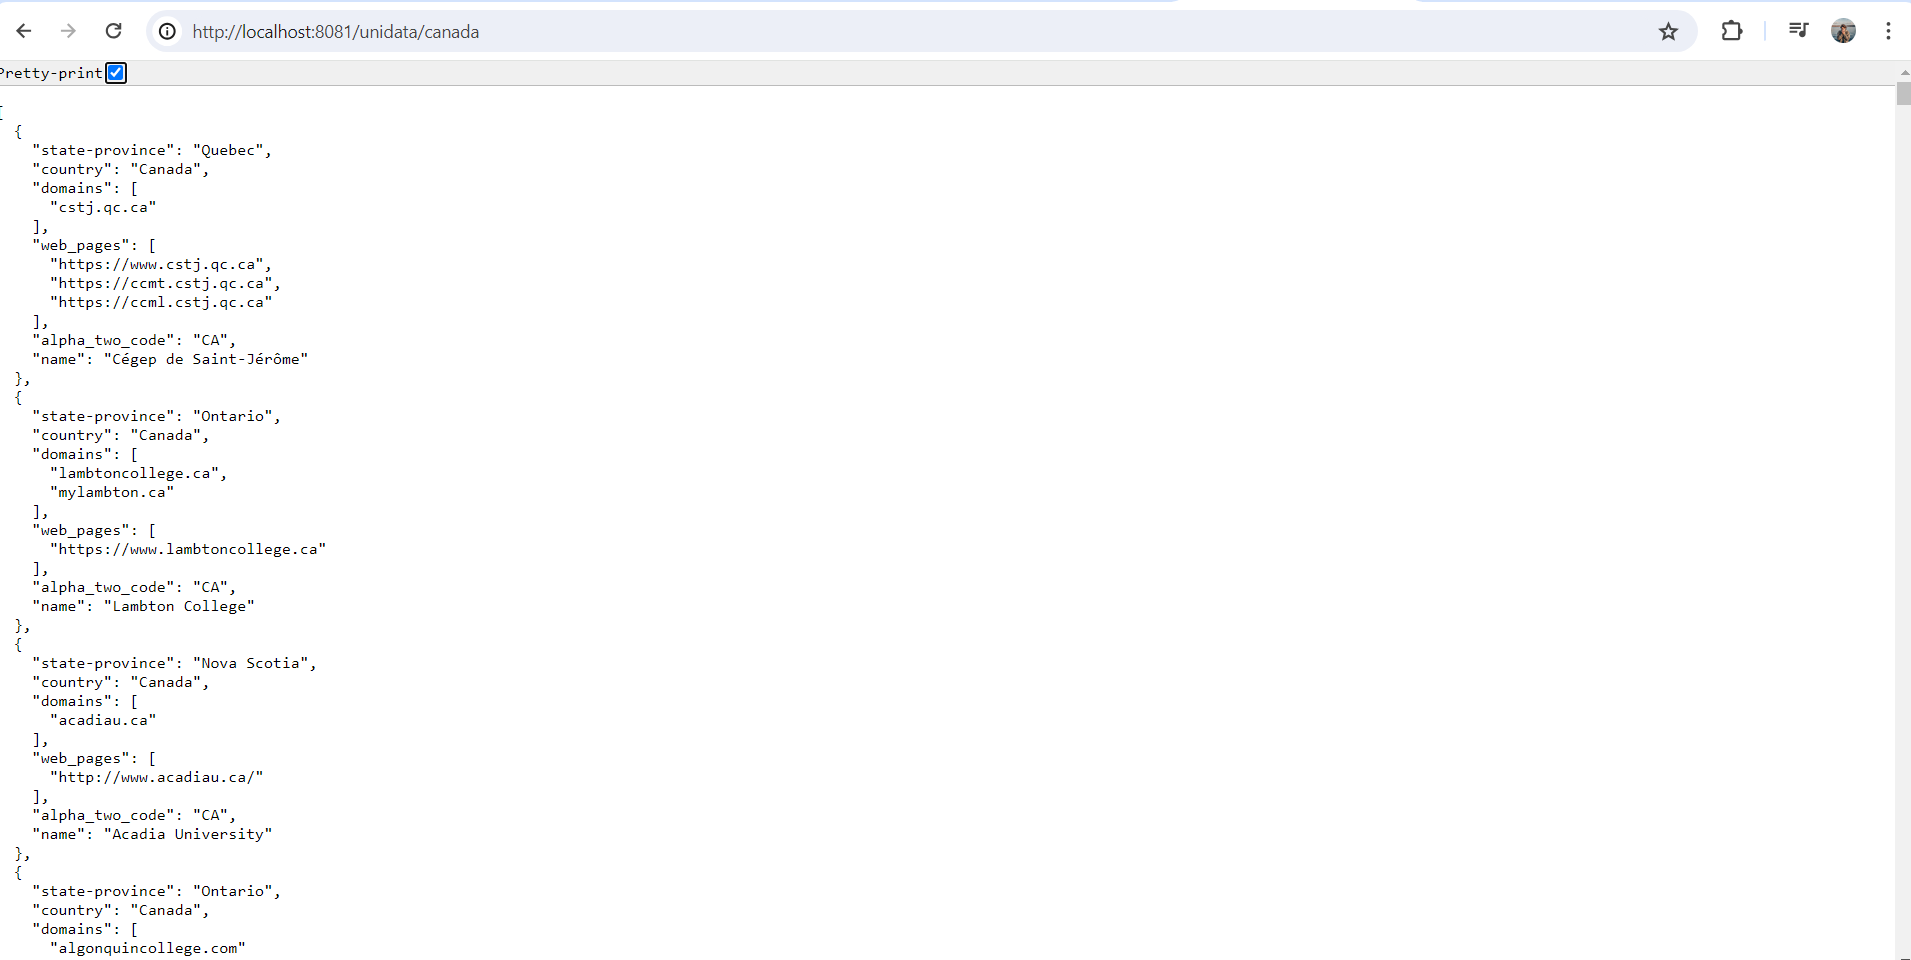 http://localhost:8081/unidata/canada
Pretty-print
[
{
"state-province": "Quebec",
"country": "Canada",
"domains": [
"cstj.qc.ca"
],
"web_pages": [
"https://www.cstj.qc.ca",
"https://ccmt.cstj.qc.ca",
"https://ccml.cstj.qc.ca"
],
"alpha_two_code": "CA",
"name": "Cégep de Saint-Jérôme"
},
{
"state-province": "Ontario",
"country": "Canada",
"domains": [
"lambtoncollege.ca",
"mylambton.ca"
],
"web_pages": [
"https://www.lambtoncollege.ca"
],
"alpha_two_code": "CA",
"name": "Lambton College"
},
{
"state-province": "Nova Scotia",
"country": "Canada",
"domains": [
"acadiau.ca"
],
"web_pages": [
"http://www.acadiau.ca/"
],
"alpha_two_code": "CA",
"name": "Acadia University"
},
{
"state-province": "Ontario",
"country": "Canada",
"domains": [
"algonquincollege.com"